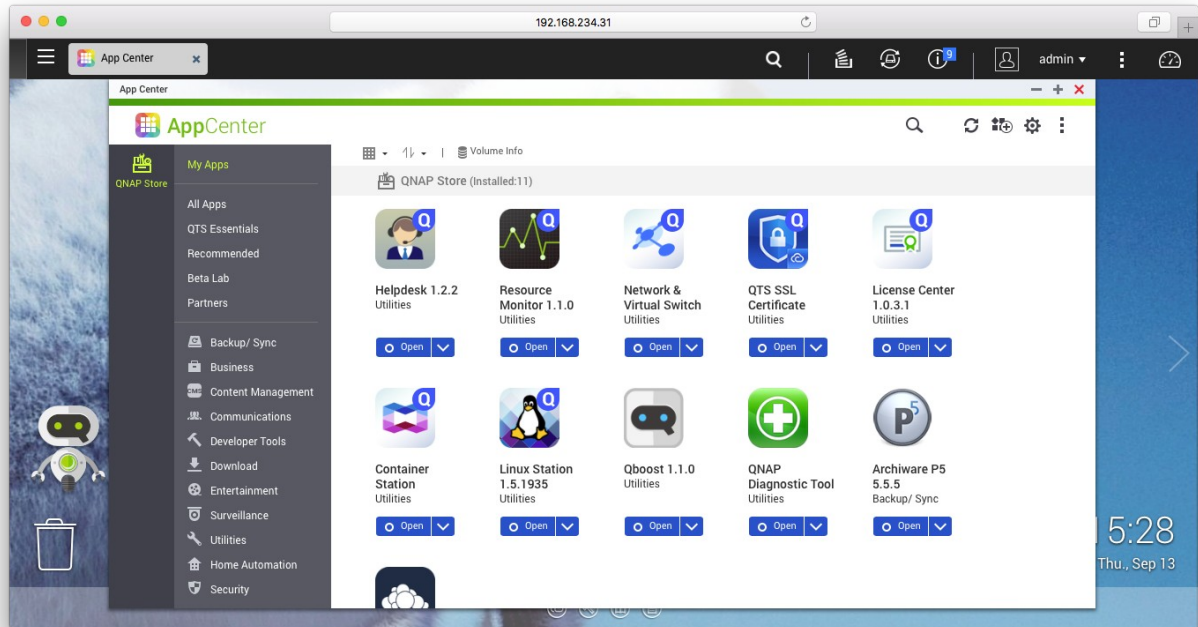 192.168.234.31
App Center
9
admin
App Center
AppCenter
QNAP Store
My Apps
All Apps
QTS Essentials
Recommended
Beta Lab
Partners
Backup/ Sync
Business
CMS Content Management
Communications
Developer Tools
Download
Entertainment
Surveillance
Utilities
Home Automation
Security
Volume Info
QNAP Store (Installed:11)
Q
Q
Q
Q
Q
Helpdesk 1.2.2
Utilities
Open
Resource
Monitor 1.1.0
Utilities
Open
Network &
Virtual Switch
Utilities
Open
QTS SSL
Certificate
Utilities
Open
License Center
1.0.3.1
Utilities
Open
Q
Q
P5
Container
Station
Utilities
Open
Linux Station
1.5.1935
Utilities
Open
Qboost 1.1.0
Utilities
Open
QNAP
Diagnostic Tool
Utilities
Open
Archiware P5
5.5.5
Backup/ Sync
Open
5:28
Thu., Sep 13